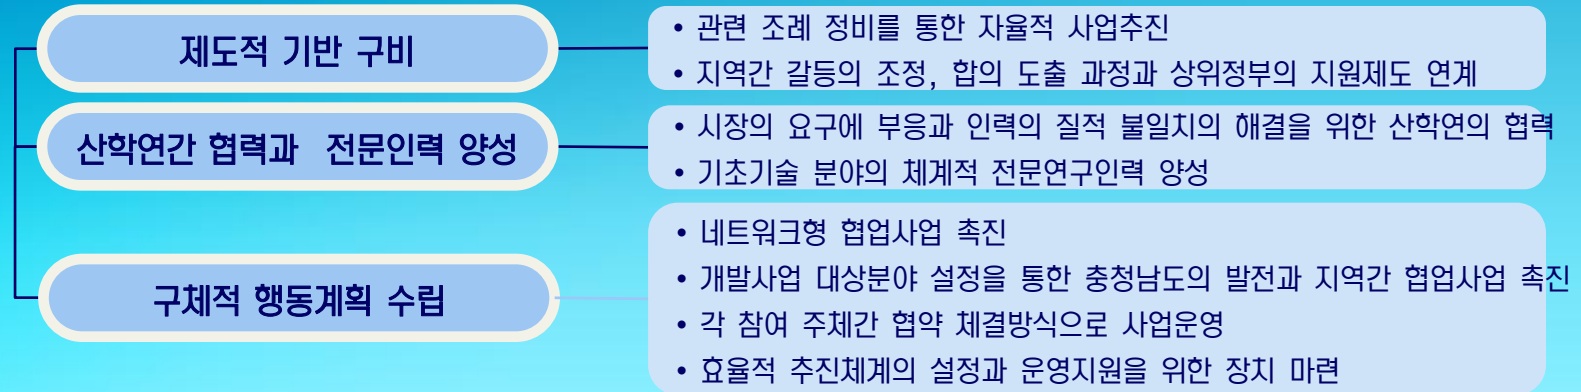 제도적 기반 구비
• 관련 조례 정비를 통한 자율적 사업추진
• 지역간 갈등의 조정, 합의 도출 과정과 상위정부의 지원제도 연계
산학연간 협력과 전문인력 양성
• 시장의 요구에 부응과 인력의 질적 불일치의 해결을 위한 산학연의 협력
• 기초기술 분야의 체계적 전문연구인력 양성
구체적 행동계획 수립
• 네트워크형 협업사업 촉진
• 개발사업 대상분야 설정을 통한 충청남도의 발전과 지역간 협업사업 촉진
• 각 참여 주체간 협약 체결방식으로 사업운영
• 효율적 추진체계의 설정과 운영지원을 위한 장치 마련